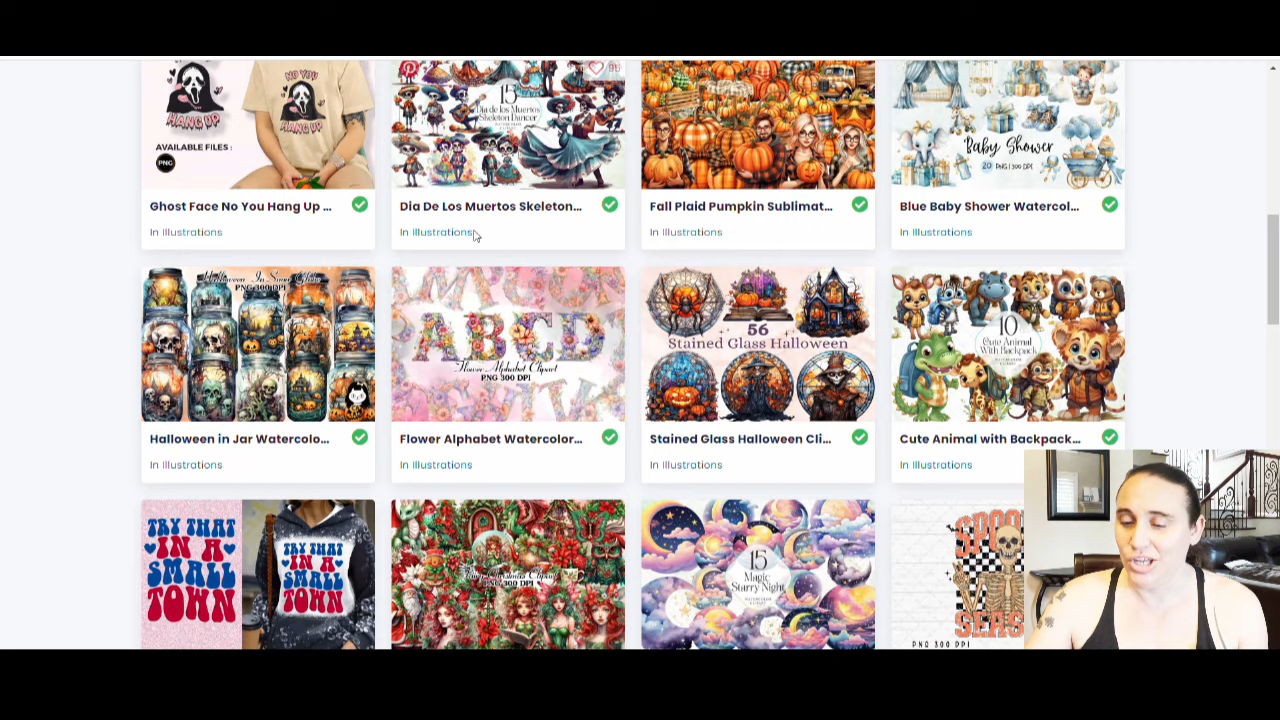 NO YOU
HANG UP
HANG UP
AVAILABLE FILES :
PNG
15
Dia de los Muertos
Skeleton Dancer
95
Baby Shower
20 PNG | 300 DPI
Ghost Face No You Hang Up ...
Dia De Los Muertos Skeleton...
Fall Plaid Pumpkin Sublimat...
Blue Baby Shower Watercol...
In Illustrations
In Illustrations
In Illustrations
In Illustrations
PNG 300 DPI
ABCD
Flower Alphabet Clipart
PNG 300 DPI
56
Stained Glass Halloween
10
Cute Animal
With Backpack
Halloween in Jar Watercolo...
Flower Alphabet Watercolor...
Stained Glass Halloween Cli...
Cute Animal with Backpack...
In Illustrations
In Illustrations
In Illustrations
In Illustrations
TRY THAT
IN A
SMALL
TOWN
TRY THAT
IN A
SMALL
TOWN
PNG 300 DPI
15
Magic
Starry Night
PNG 300 DPI